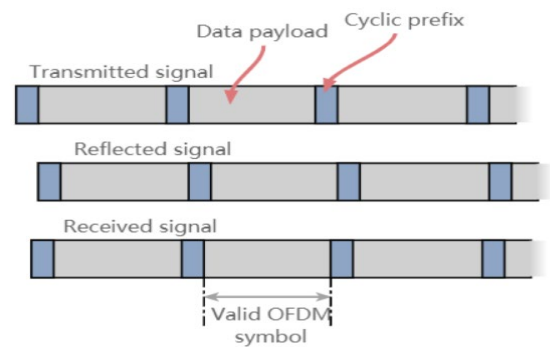 Data payload
Cyclic prefix
Transmitted signal
Reflected signal
Received signal
Valid OFDM
symbol